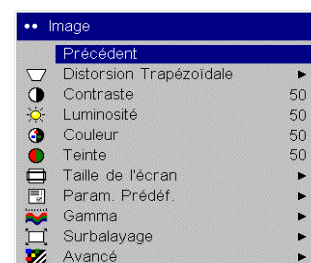 Image
Précédent
Distorsion Trapézoïdale
Contraste 50
Luminosité 50
Couleur 50
Teinte 50
Taille de l'écran
Param. Prédéf.
Gamma
Surbalayage
Avancé